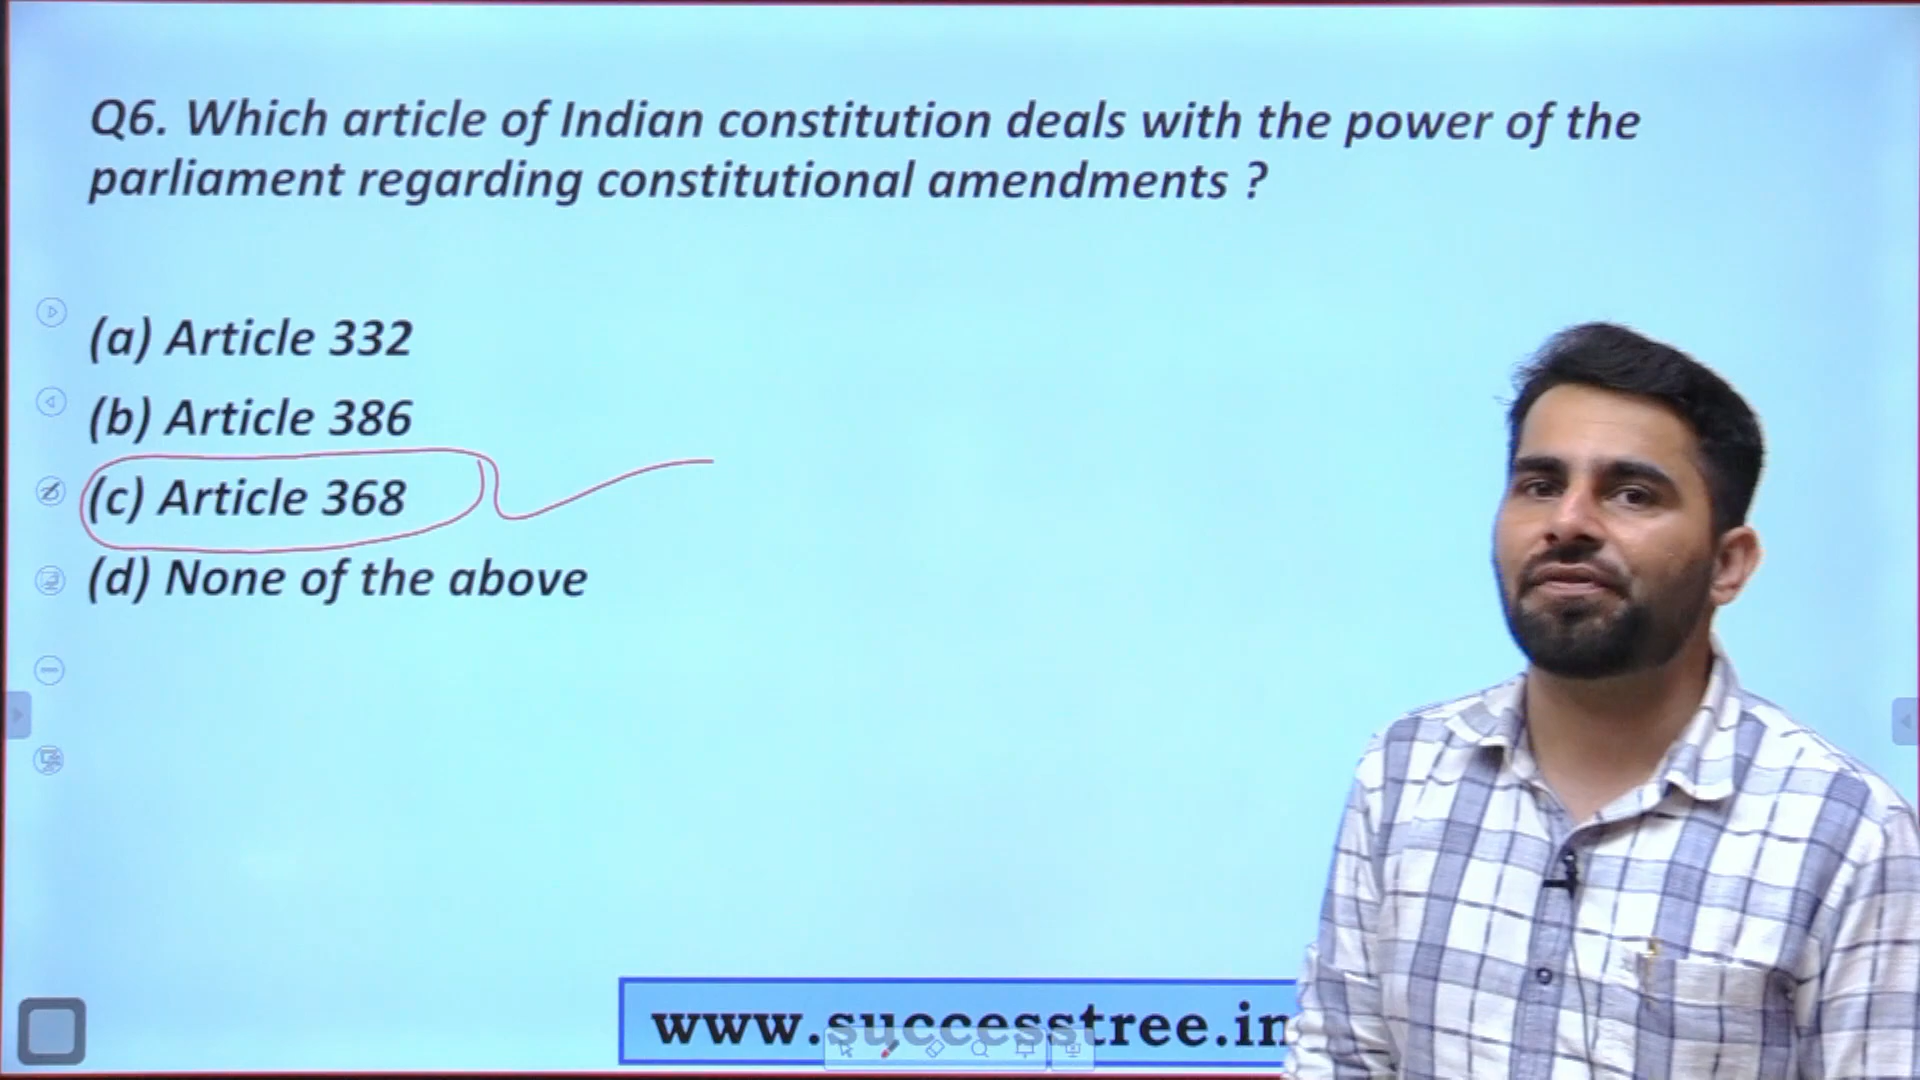 Q6. Which article of Indian constitution deals with the power of the
parliament regarding constitutional amendments ?
(a) Article 332
(b) Article 386
(c) Article 368
(d) None of the above
www.successtree.in